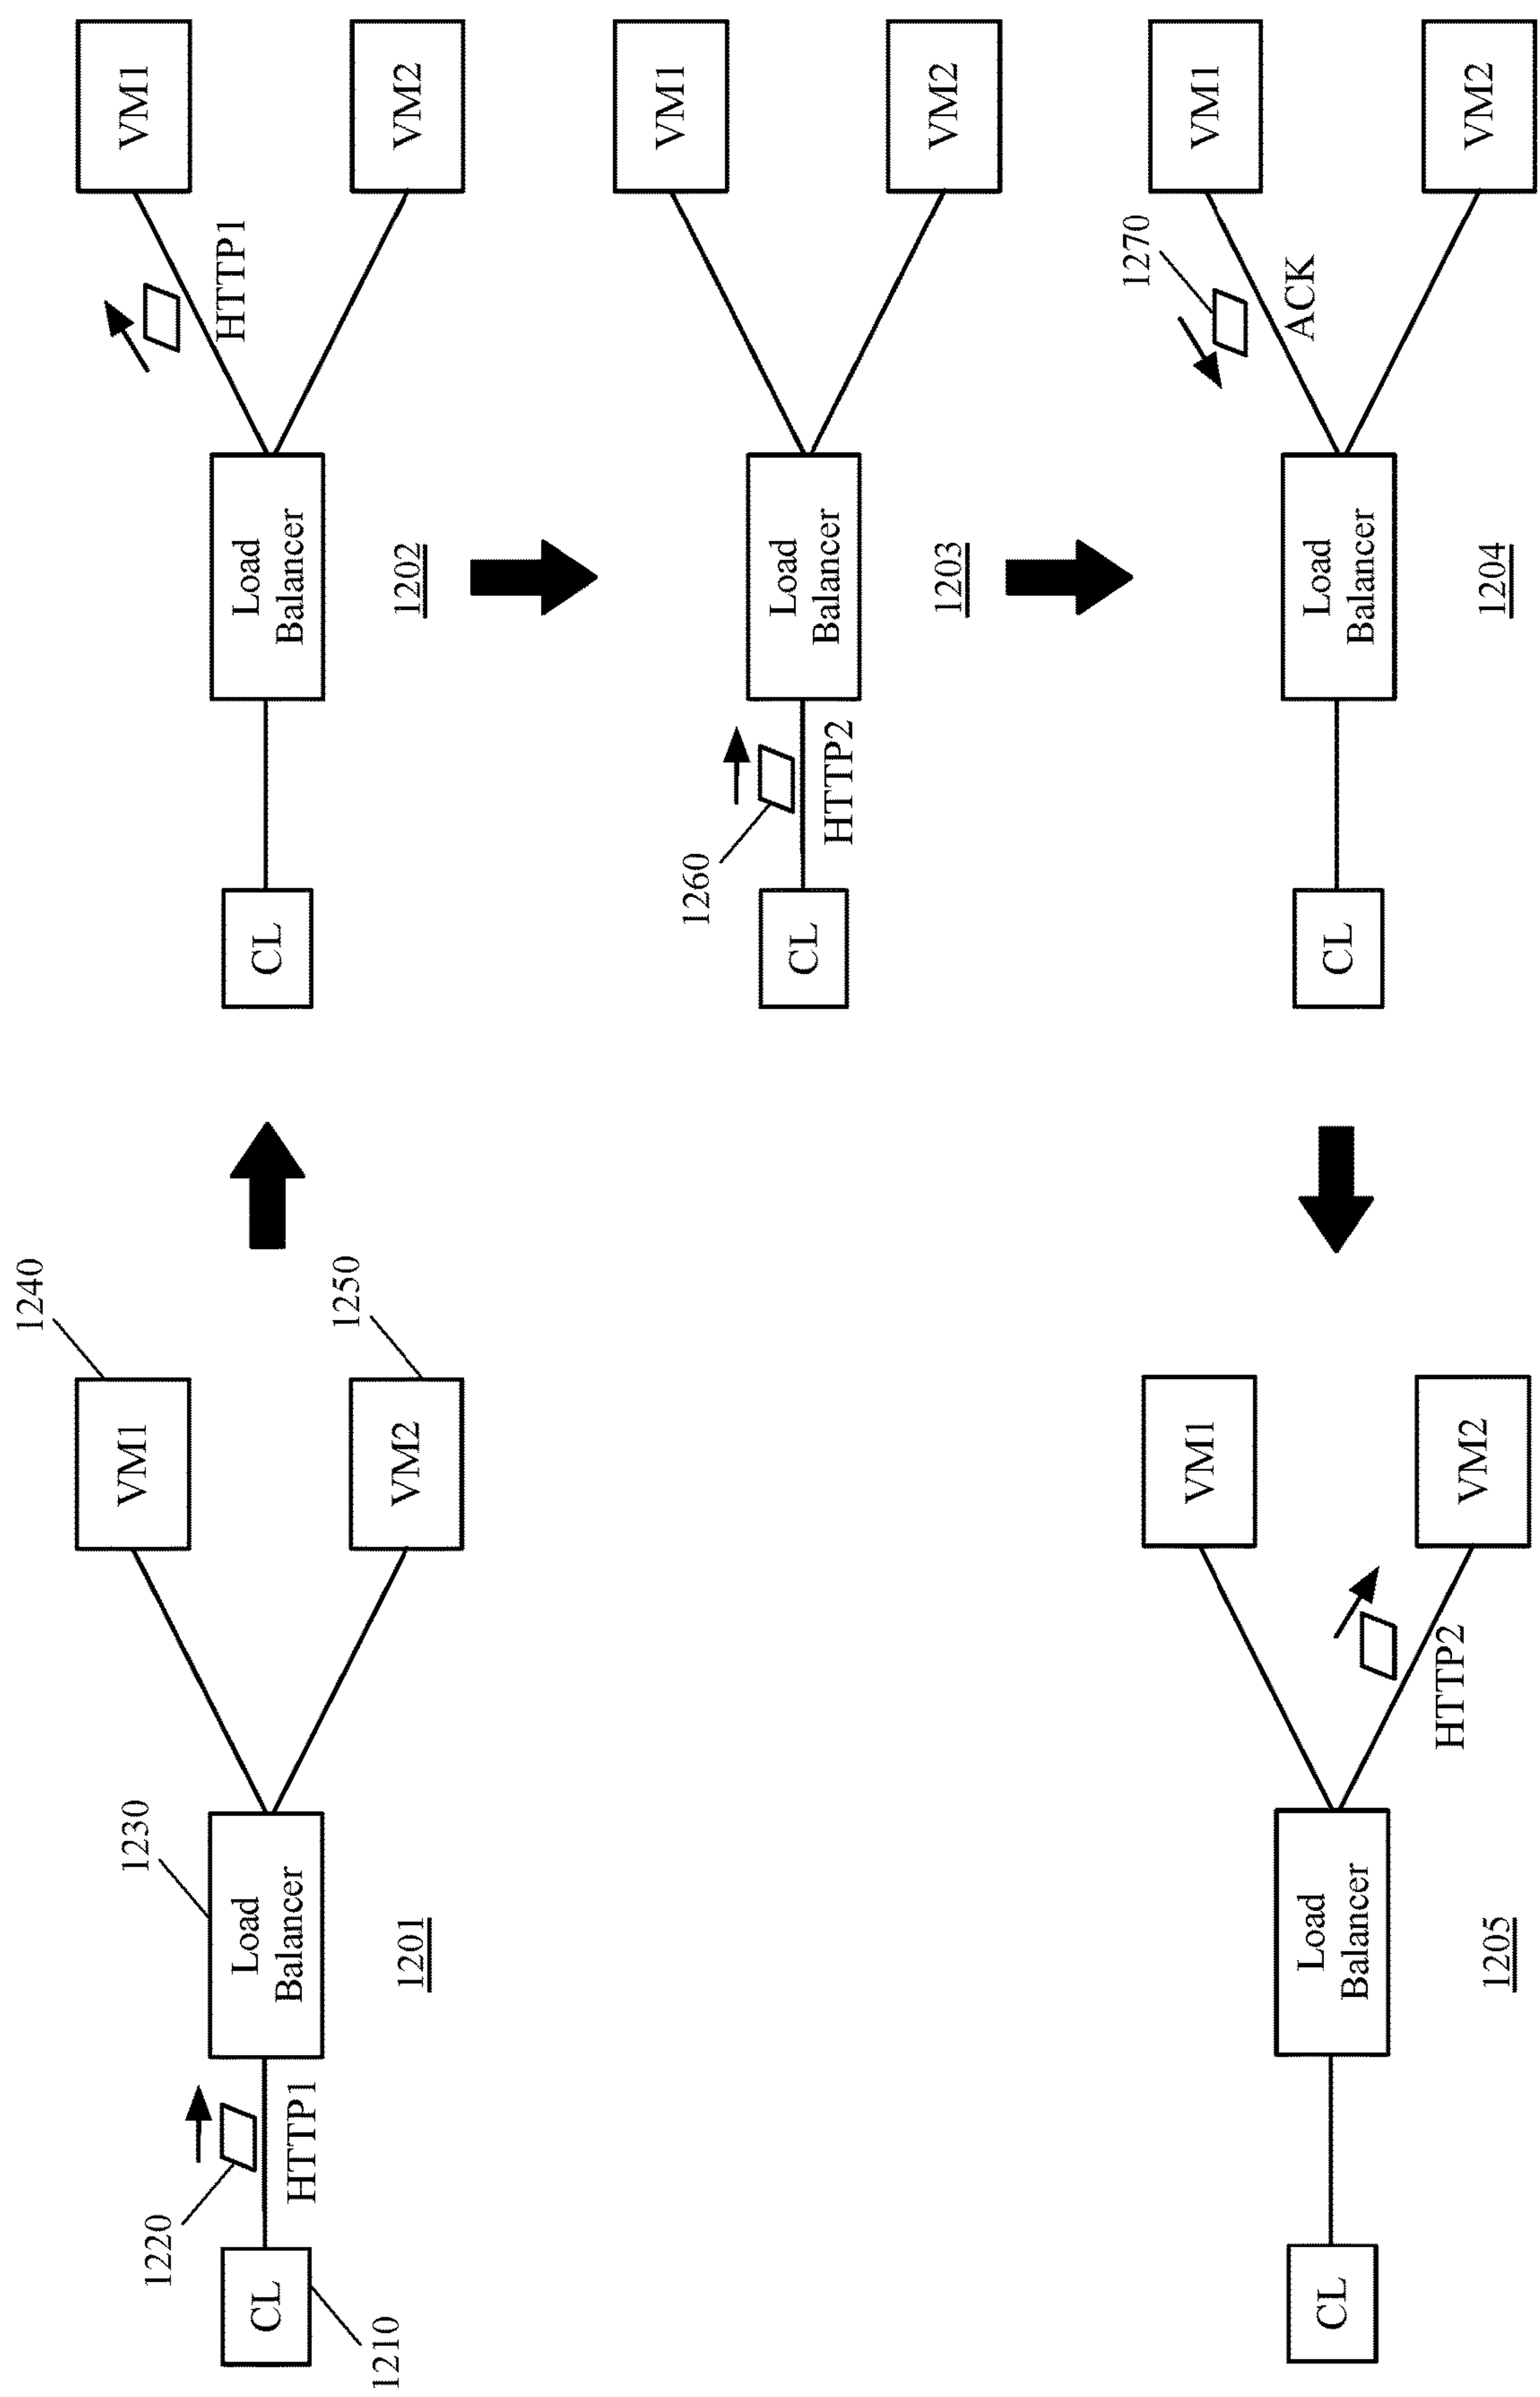 1240
VM1
1230
Load
Balancer
1220
HTTP1
CL
1210
1250
VM2
1201
VM1
HTTP1
Load
Balancer
CL
VM2
1202
VM1
Load
Balancer
1260
HTTP2
CL
VM2
1203
VM1
1270
ACK
Load
Balancer
CL
VM2
1204
VM1
Load
Balancer
HTTP2
CL
VM2
1205